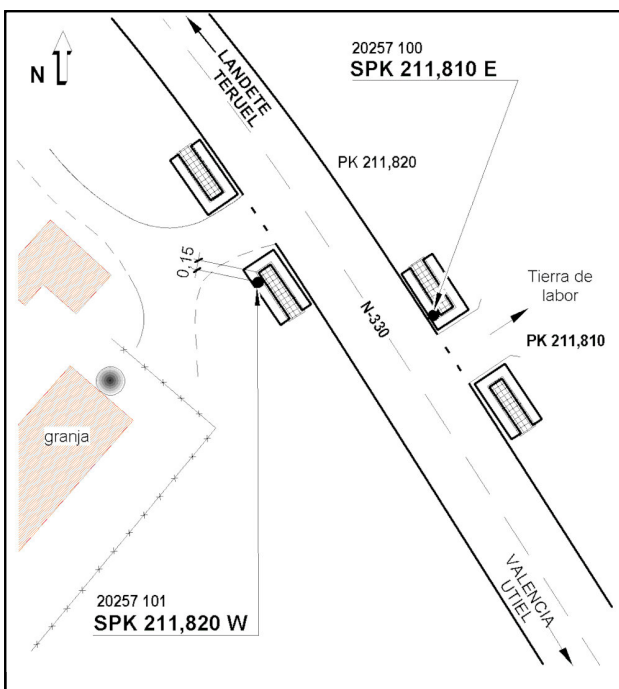 20257 100
SPK 211,810 E
N
LANDETE
TERUEL
PK 211,820
0,15
Tierra de
labor
N-330
PK 211,810
granja
20257 101
SPK 211,820 W
VALENCIA
UTIEL